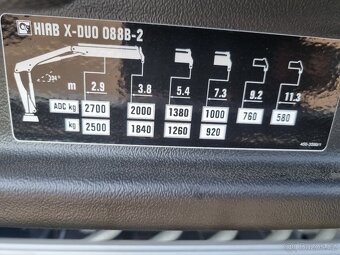 HIAB X-DUO 088B-2
m 2.9 3.8 5.4 7.3 9.2 11.3
ADC kg 2700 2000 1380 1000 760 580
kg 2500 1840 1260 920